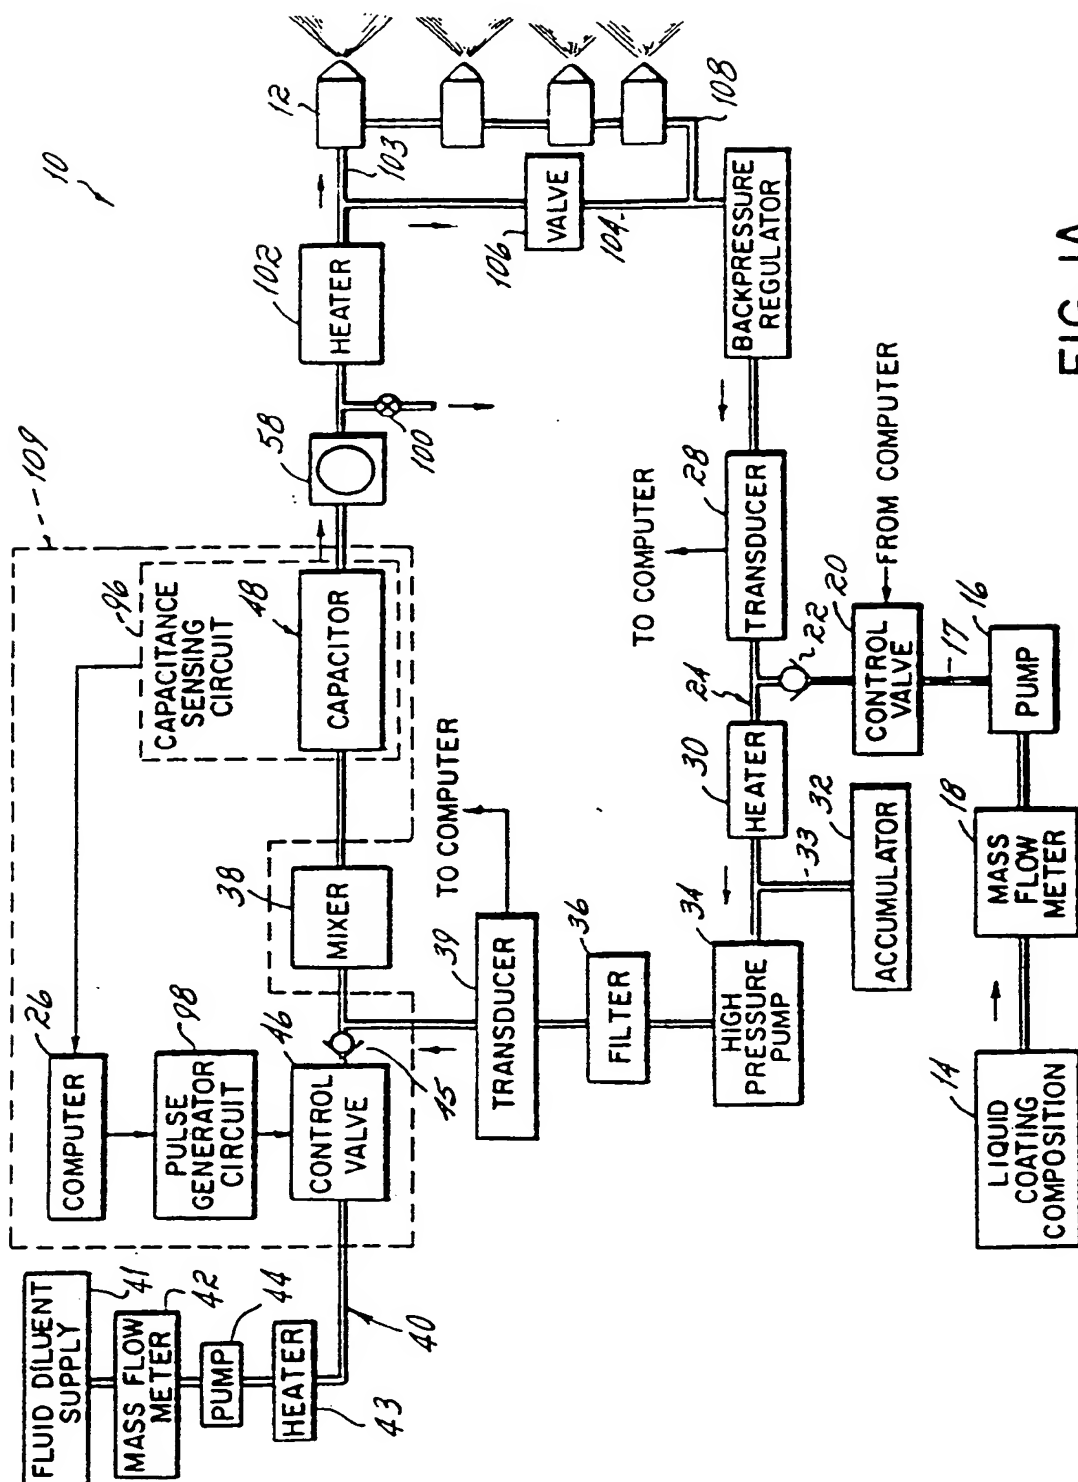 10
109
96
CAPACITANCE
SENSING
CIRCUIT
26
COMPUTER
98
PULSE
GENERATOR
CIRCUIT
46
CONTROL
VALVE
45
38
MIXER
48
CAPACITOR
58
100
102
HEATER
103
12
106
VALVE
104
108
FLUID DILUENT
SUPPLY
41
MASS FLOW
METER
42
PUMP
44
HEATER
43
40
TO COMPUTER
39
TRANSDUCER
36
FILTER
34
HIGH
PRESSURE
PUMP
33
32
ACCUMULATOR
30
HEATER
24
TO COMPUTER
28
TRANSDUCER
BACKPRESSURE
REGULATOR
22
20
CONTROL
VALVE
FROM COMPUTER
17
16
PUMP
18
MASS
FLOW
METER
14
LIQUID
COATING
COMPOSITION
FIG. 1A